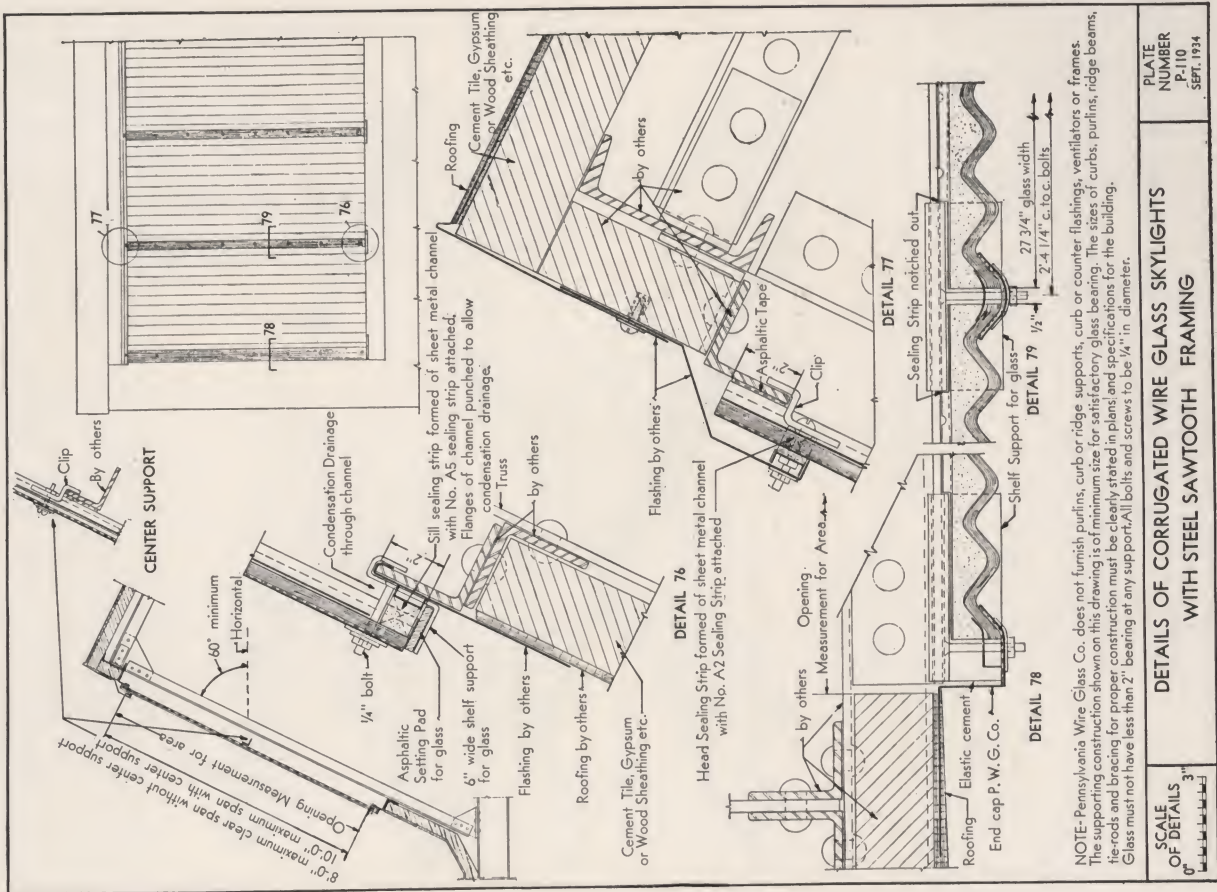 8'.0" maximum clear span without center support
10'.0" maximum span with center support
Opening Measurement for area
60° minimum
Horizontal
Clip
By others
CENTER SUPPORT
77
79
76
78
Condensation Drainage
through channel
2"
1/4" bolt
Asphaltic
Setting Pad
for glass
6" wide shelf support
for glass
Sill sealing strip formed of sheet metal channel
with No. A5 sealing strip attached.
Flanges of channel punched to allow
condensation drainage.
Truss
by others
Flashing by others
Roofing by others
Cement Tile, Gypsum
or Wood Sheathing etc.
DETAIL 76
Roofing
Cement Tile, Gypsum
or Wood Sheathing
etc.
by others
Flashing by others
Asphaltic Tape
2"
Clip
Head Sealing Strip formed of sheet metal channel
with No. A2 Sealing Strip attached
DETAIL 77
Opening
Measurement for Area
by others
Roofing
Elastic cement
End cap P. W. G. Co.
DETAIL 78
Sealing Strip notched out
27 3/4" glass width
2'-4 1/4" c. to c. bolts
1/2"
Shelf Support for glass
DETAIL 79
NOTE- Pennsylvania Wire Glass Co. does not furnish purlins, curb or ridge supports, curb or counter flashings, ventilators or frames.
The supporting construction shown on this drawing is of minimum size for satisfactory glass bearing. The sizes of curbs, purlins, ridge beams,
tie-rods and bracing for proper construction must be clearly stated in plans and specifications for the building.
Glass must not have less than 2" bearing at any support. All bolts and screws to be 1/4" in diameter.
SCALE
OF DETAILS
0" 3"
DETAILS OF CORRUGATED WIRE GLASS SKYLIGHTS
WITH STEEL SAWTOOTH FRAMING
PLATE
NUMBER
P-110
SEPT. 1934